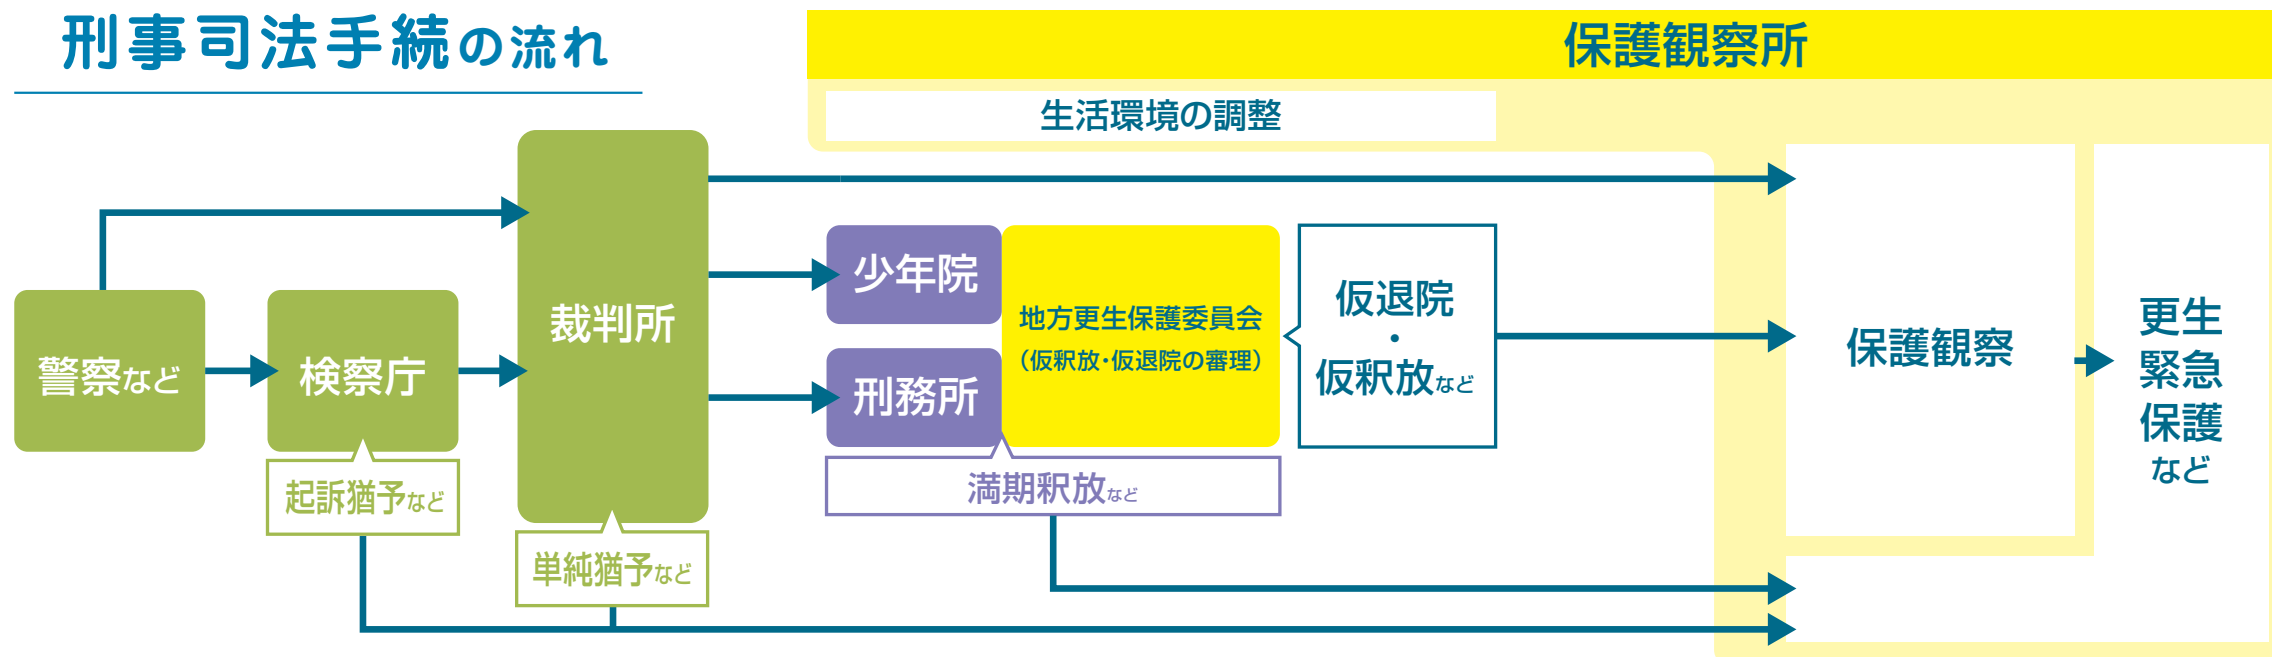 刑事司法手続の流れ
保護観察所
生活環境の調整
警察など
検察庁
起訴猶予など
裁判所
単純猶予など
少年院
刑務所
地方更生保護委員会
（仮釈放・仮退院の審理）
満期釈放など
仮退院
・
仮釈放など
保護観察
更生
緊急
保護
など